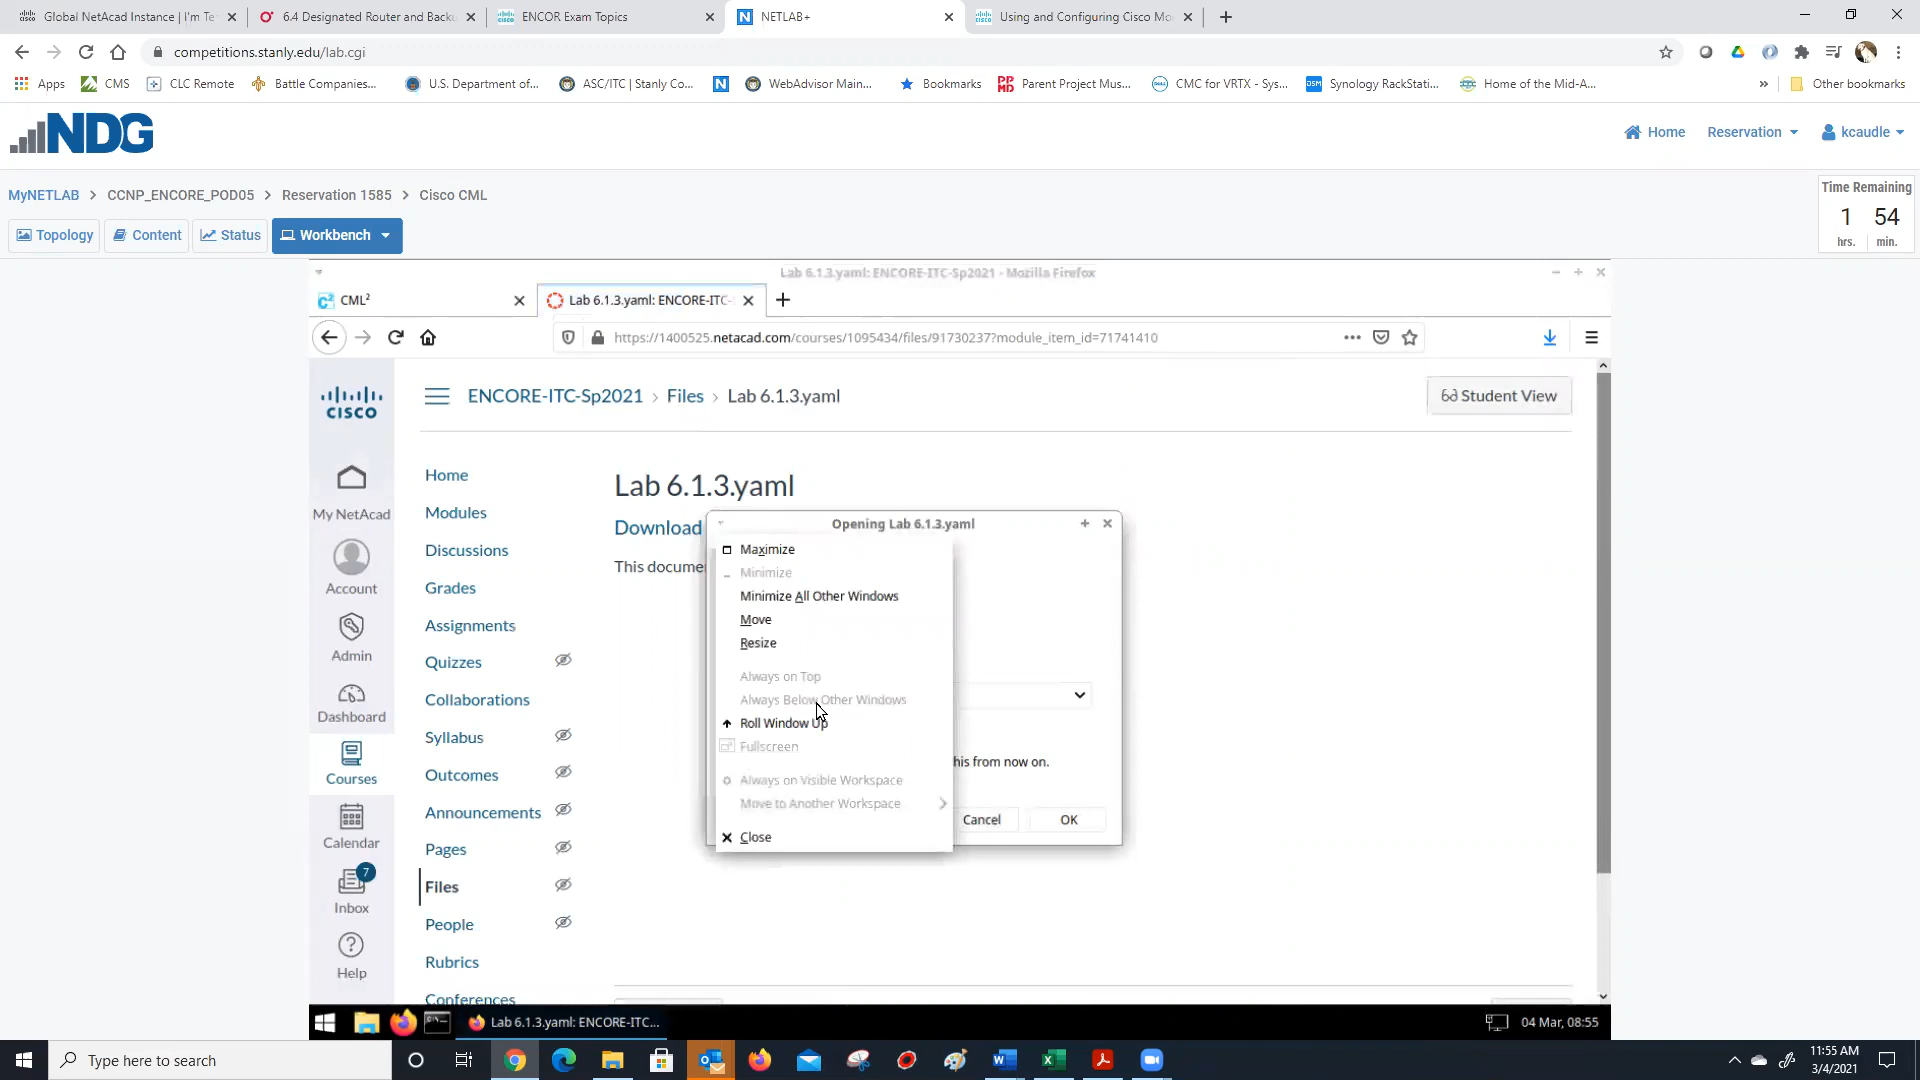 Global NetAcad Instance | I'm Te
6.4 Designated Router and Backu
ENCOR Exam Topics
NETLAB+
Using and Configuring Cisco Mo
competitions.stanly.edu/lab.cgi
Apps
CMS
CLC Remote
Battle Companies...
U.S. Department of...
ASC/ITC | Stanly Co...
WebAdvisor Main...
Bookmarks
Parent Project Mus...
CMC for VRTX - Sys...
Synology RackStati...
Home of the Mid-A...
»
Other bookmarks
NDG
Home
Reservation
kcaudle
MyNETLAB > CCNP_ENCORE_POD05 > Reservation 1585 > Cisco CML
Time Remaining
1 54
hrs. min.
Topology
Content
Status
Workbench
Lab 6.1.3.yaml: ENCORE-ITC-Sp2021 - Mozilla Firefox
CML²
Lab 6.1.3.yaml: ENCORE-ITC-
https://1400525.netacad.com/courses/1095434/files/91730237?module_item_id=71741410
cisco
ENCORE-ITC-Sp2021 > Files > Lab 6.1.3.yaml
Student View
My NetAcad
Account
Admin
Dashboard
Courses
Calendar
7
Inbox
Help
Home
Modules
Discussions
Grades
Assignments
Quizzes
Collaborations
Syllabus
Outcomes
Announcements
Pages
Files
People
Rubrics
Conferences
Lab 6.1.3.yaml
Download
This docume
Opening Lab 6.1.3.yaml
Maximize
Minimize
Minimize All Other Windows
Move
Resize
Always on Top
Always Below Other Windows
Roll Window Up
Fullscreen
Always on Visible Workspace
Move to Another Workspace
Close
his from now on.
Cancel
OK
Lab 6.1.3.yaml: ENCORE-ITC...
04 Mar, 08:55
Type here to search
11:55 AM
3/4/2021